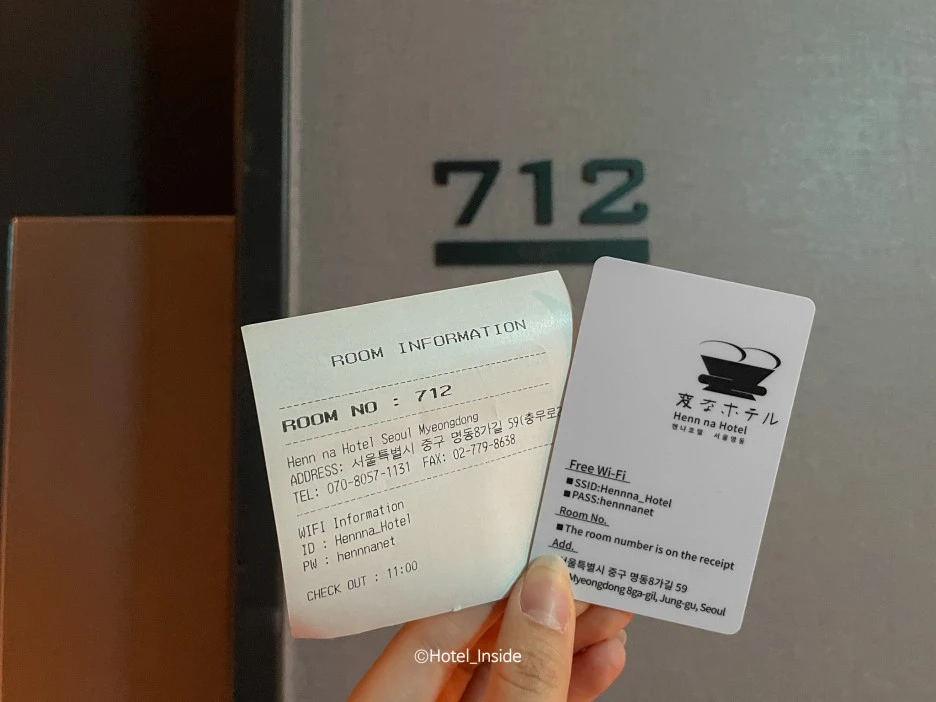 712
ROOM INFORMATION
ROOM NO : 712
Henn na Hotel Seoul Myeongdong
ADDRESS: 서울특별시 중구 명동8가길 59(충무로2
TEL: 070-8057-1131 FAX: 02-779-8638
WIFI Information
ID : Hennna_Hotel
PW : hennnanet
CHECK OUT : 11:00
変なホテル
Henn na Hotel
헨나호텔 서울명동
Free Wi-Fi
■SSID:Hennna_Hotel
■PASS:hennnanet
Room No.
■The room number is on the receipt
Add.
서울특별시 중구 명동8가길 59
Myeongdong 8ga-gil, Jung-gu, Seoul
©Hotel_Inside